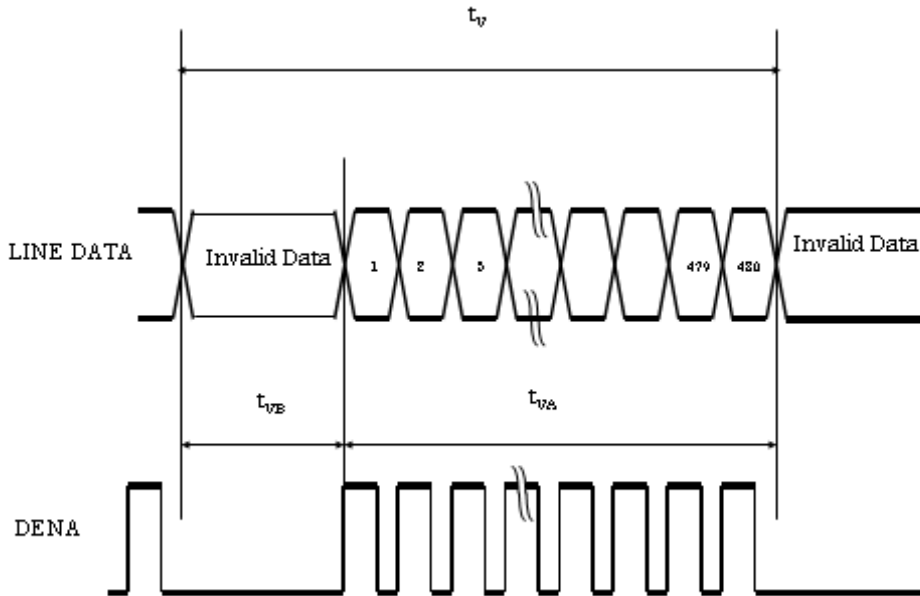 tV
LINE DATA
Invalid Data
1
2
3
479
480
Invalid Data
tVB
tVA
DENA